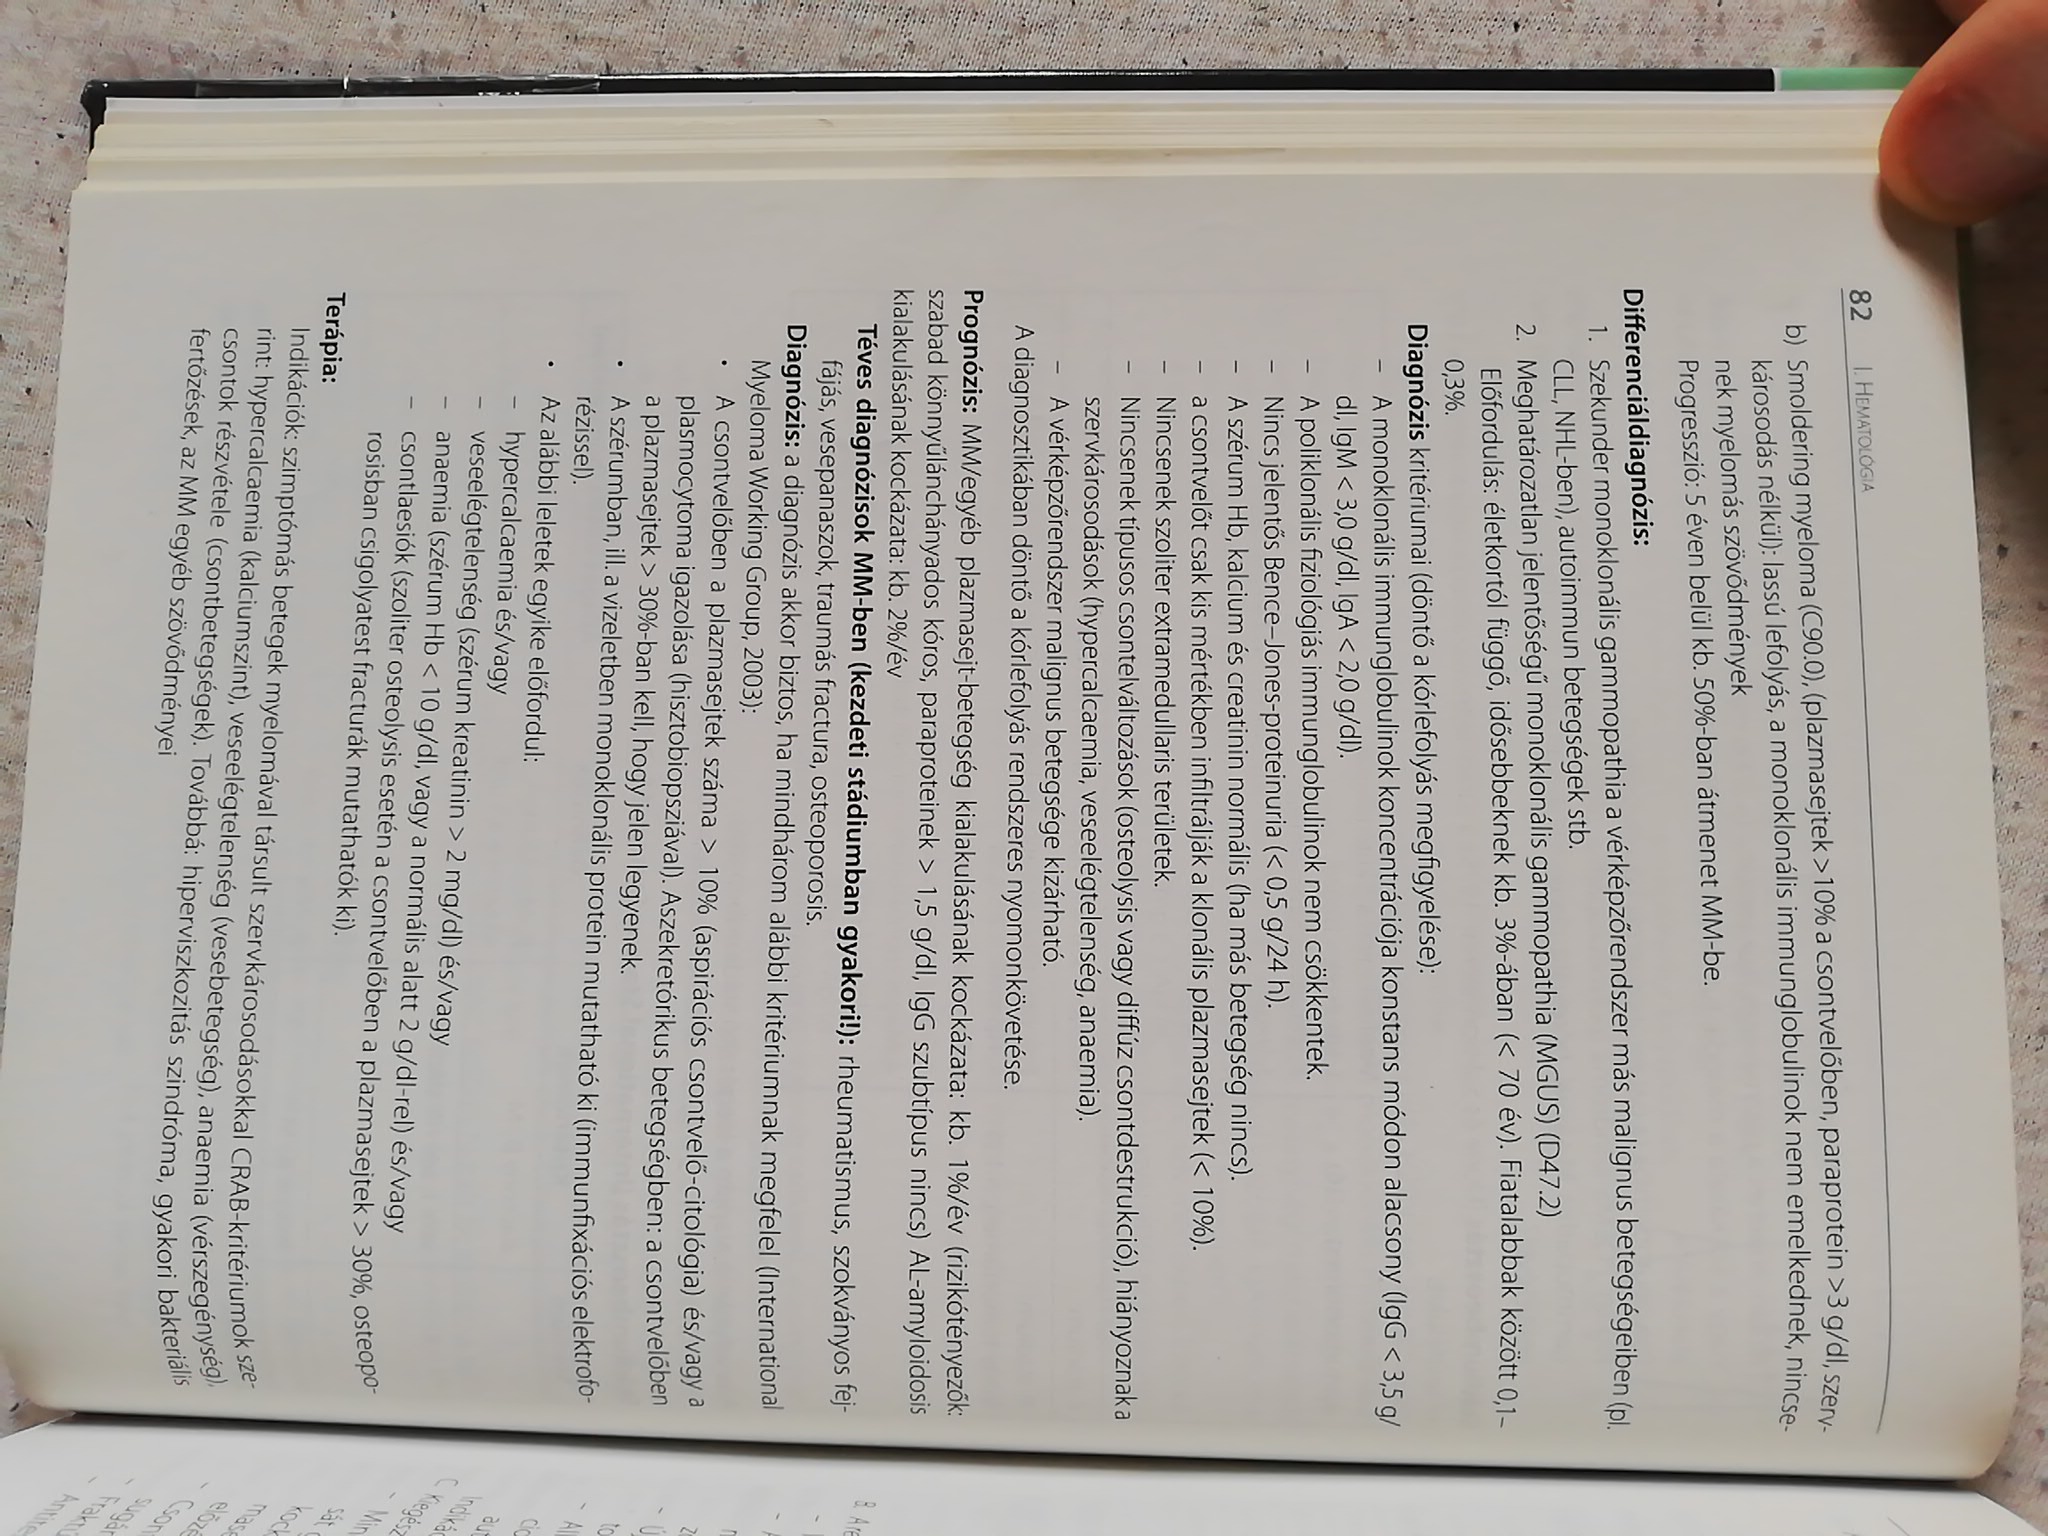 82 I. HEMATOLÓGIA
b) Smoldering myeloma (C90.0), (plazmasejtek >10% a csontvelőben, paraprotein >3 g/dl, szerv-
károsodás nélkül): lassú lefolyás, a monoklonális immunglobulinok nem emelkednek, nincse-
nek myelomás szövődmények
Progresszió: 5 éven belül kb. 50%-ban átmenet MM-be.
Differenciáldiagnózis:
1. Szekunder monoklonális gammopathia a vérképzőrendszer más malignus betegségeiben (pl.
CLL, NHL-ben), autoimmun betegségek stb.
2. Meghatározatlan jelentőségű monoklonális gammopathia (MGUS) (D47.2)
Előfordulás: életkortól függő, idősebbeknek kb. 3%-ában (< 70 év). Fiatalabbak között 0,1–
0,3%.
Diagnózis kritériumai (döntő a kórlefolyás megfigyelése):
– A monoklonális immunglobulinok koncentrációja konstans módon alacsony (IgG < 3,5 g/
dl, IgM < 3,0 g/dl, IgA < 2,0 g/dl).
– A poliklonális fiziológiás immunglobulinok nem csökkentek.
– Nincs jelentős Bence–Jones-proteinuria (< 0,5 g/24 h).
– A szérum Hb, kalcium és creatinin normális (ha más betegség nincs).
– a csontvelőt csak kis mértékben infiltrálják a klonális plazmasejtek (< 10%).
– Nincsenek szoliter extramedullaris területek.
– Nincsenek típusos csontelváltozások (osteolysis vagy diffúz csontdestrukció), hiányoznak a
szervkárosodások (hypercalcaemia, veseelégtelenség, anaemia).
– A vérképzőrendszer malignus betegsége kizárható.
A diagnosztikában döntő a kórlefolyás rendszeres nyomonkövetése.
Prognózis: MM/egyéb plazmasejt-betegség kialakulásának kockázata: kb. 1%/év (rizikótényezők:
szabad könnyűlánchányados kóros, paraproteinek > 1,5 g/dl, IgG szubtípus nincs) AL-amyloidosis
kialakulásának kockázata: kb. 2%/év
Téves diagnózisok MM-ben (kezdeti stádiumban gyakori!): rheumatismus, szokványos fej-
fájás, vesepanaszok, traumás fractura, osteoporosis.
Diagnózis: a diagnózis akkor biztos, ha mindhárom alábbi kritériumnak megfelel (International
Myeloma Working Group, 2003):
• A csontvelőben a plazmasejtek száma > 10% (aspirációs csontvelő-citológia) és/vagy a
plasmocytoma igazolása (hisztobiopsziával). Aszekretórikus betegségben: a csontvelőben
a plazmasejtek > 30%-ban kell, hogy jelen legyenek.
• A szérumban, ill. a vizeletben monoklonális protein mutatható ki (immunfixációs elektrofo-
rézissel).
• Az alábbi leletek egyike előfordul:
– hypercalcaemia és/vagy
– veseelégtelenség (szérum kreatinin > 2 mg/dl) és/vagy
– anaemia (szérum Hb < 10 g/dl, vagy a normális alatt 2 g/dl-rel) és/vagy
– csontlaesiók (szoliter osteolysis esetén a csontvelőben a plazmasejtek > 30%, osteopo-
rosisban csigolyatest fracturák mutathatók ki).
Terápia:
Indikációk: szimptómás betegek myelomával társult szervkárosodásokkal CRAB-kritériumok sze-
rint: hypercalcaemia (kalciumszint), veseelégtelenség (vesebetegség), anaemia (vérszegénység),
csontok részvétele (csontbetegségek). Továbbá: hiperviszkozitás szindróma, gyakori bakteriális
fertőzések, az MM egyéb szövődményei